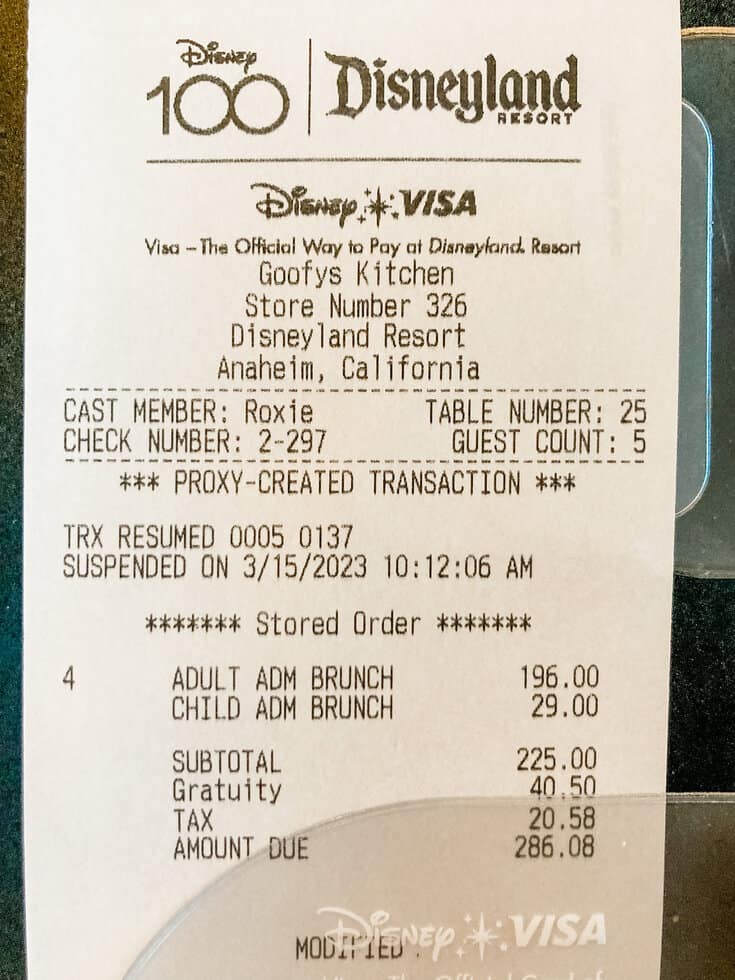 Disney
100 Disneyland
RESORT
Disney VISA
Visa – The Official Way to Pay at Disneyland Resort
Goofys Kitchen
Store Number 326
Disneyland Resort
Anaheim, California
CAST MEMBER: Roxie TABLE NUMBER: 25
CHECK NUMBER: 2-297 GUEST COUNT: 5
*** PROXY-CREATED TRANSACTION ***
TRX RESUMED 0005 0137
SUSPENDED ON 3/15/2023 10:12:06 AM
******* Stored Order *******
4 ADULT ADM BRUNCH 196.00
CHILD ADM BRUNCH 29.00
SUBTOTAL 225.00
Gratuity 40.50
TAX 20.58
AMOUNT DUE 286.08
Disney VISA
MODIFIED